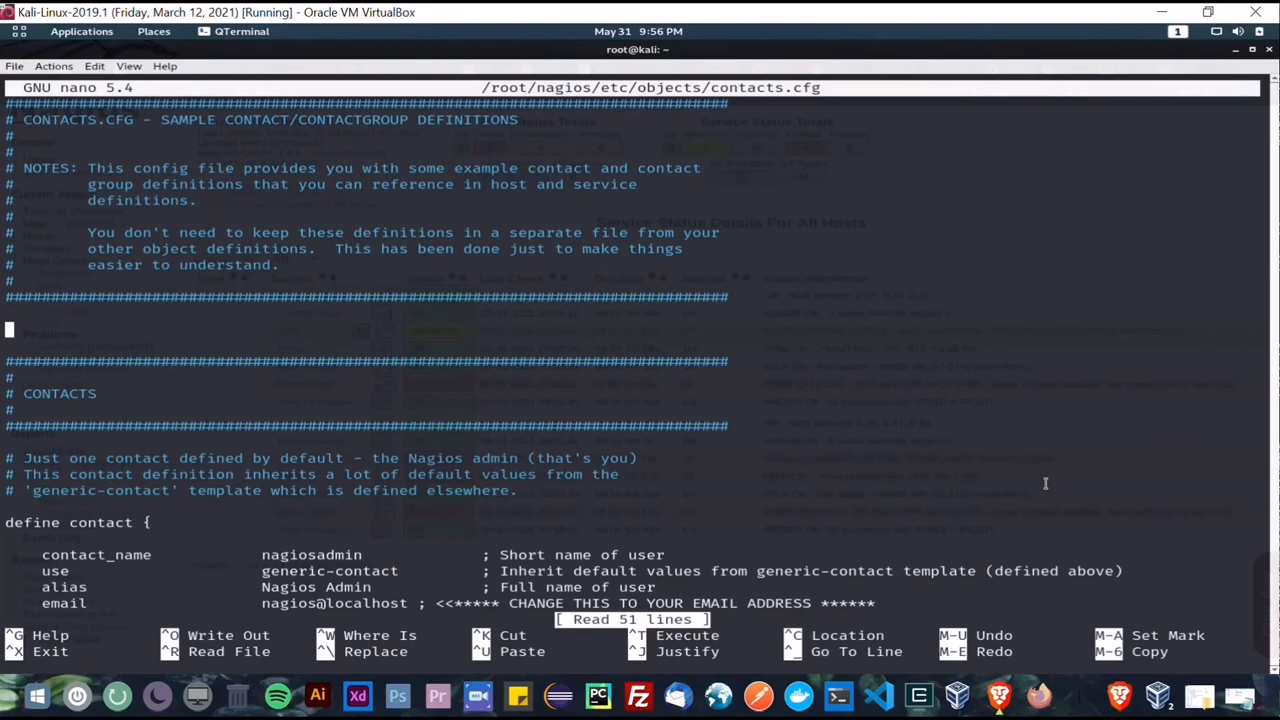 Kali-Linux-2019.1 (Friday, March 12, 2021) [Running] - Oracle VM VirtualBox
Applications Places QTerminal May 31 9:56 PM 1
root@kali: ~
File Actions Edit View Help
GNU nano 5.4 /root/nagios/etc/objects/contacts.cfg
###############################################################################
# CONTACTS.CFG - SAMPLE CONTACT/CONTACTGROUP DEFINITIONS
#
#
# NOTES: This config file provides you with some example contact and contact
# group definitions that you can reference in host and service
# definitions.
#
# You don't need to keep these definitions in a separate file from your
# other object definitions. This has been done just to make things
# easier to understand.
#
###############################################################################
###############################################################################
#
# CONTACTS
#
###############################################################################
# Just one contact defined by default - the Nagios admin (that's you)
# This contact definition inherits a lot of default values from the
# 'generic-contact' template which is defined elsewhere.
define contact {
contact_name nagiosadmin ; Short name of user
use generic-contact ; Inherit default values from generic-contact template (defined above)
alias Nagios Admin ; Full name of user
email nagios@localhost ; <<***** CHANGE THIS TO YOUR EMAIL ADDRESS ******
[ Read 51 lines ]
^G Help ^O Write Out ^W Where Is ^K Cut ^T Execute ^C Location M-U Undo M-A Set Mark
^X Exit ^R Read File ^\ Replace ^U Paste ^J Justify ^_ Go To Line M-E Redo M-6 Copy
Ai Xd Ps Pr PC Fz 2